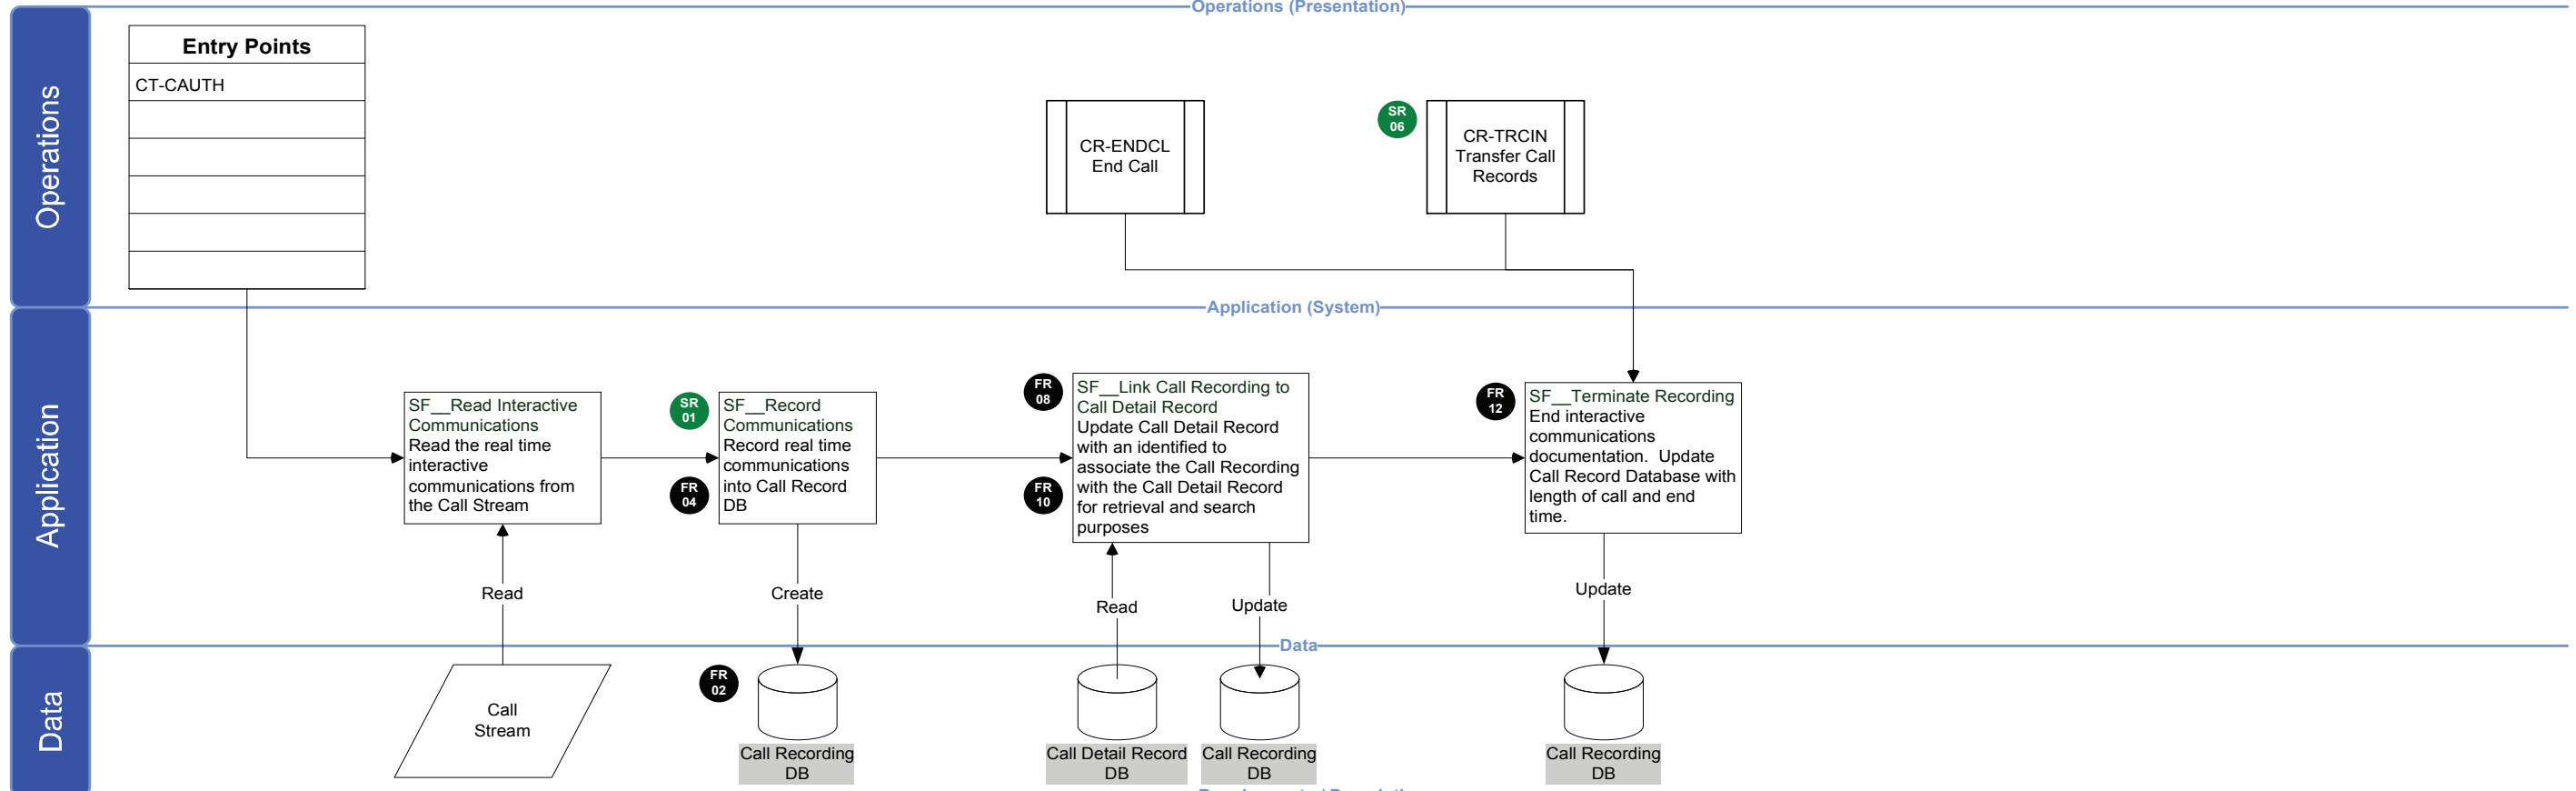 Operations (Presentation)
Operations
Entry Points
CT-CAUTH
CR-ENDCL
End Call
SR
06
CR-TRCIN
Transfer Call
Records
Application (System)
Application
SF__Read Interactive
Communications
Read the real time
interactive
communications from
the Call Stream
SR
01
FR
04
SF__Record
Communications
Record real time
communications
into Call Record
DB
FR
08
FR
10
SF__Link Call Recording to
Call Detail Record
Update Call Detail Record
with an identified to
associate the Call Recording
with the Call Detail Record
for retrieval and search
purposes
FR
12
SF__Terminate Recording
End interactive
communications
documentation.  Update
Call Record Database with
length of call and end
time.
Read
Create
Read
Update
Update
Data
Data
Call
Stream
FR
02
Call Recording
DB
Call Detail Record
DB
Call Recording
DB
Call Recording
DB